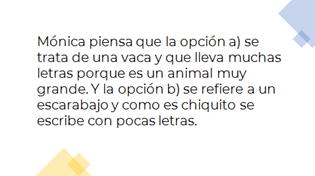 Mónica piensa que la opción a) se
trata de una vaca y que lleva muchas
letras porque es un animal muy
grande. Y la opción b) se refiere a un
escarabajo y como es chiquito se
escribe con pocas letras.